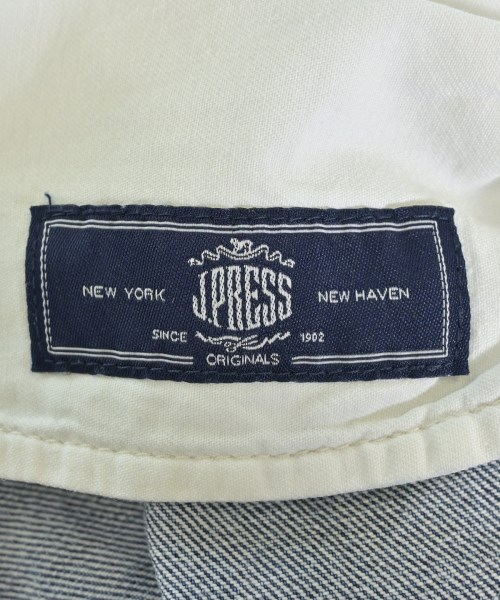 J.PRESS
NEW YORK NEW HAVEN
SINCE 1902
ORIGINALS